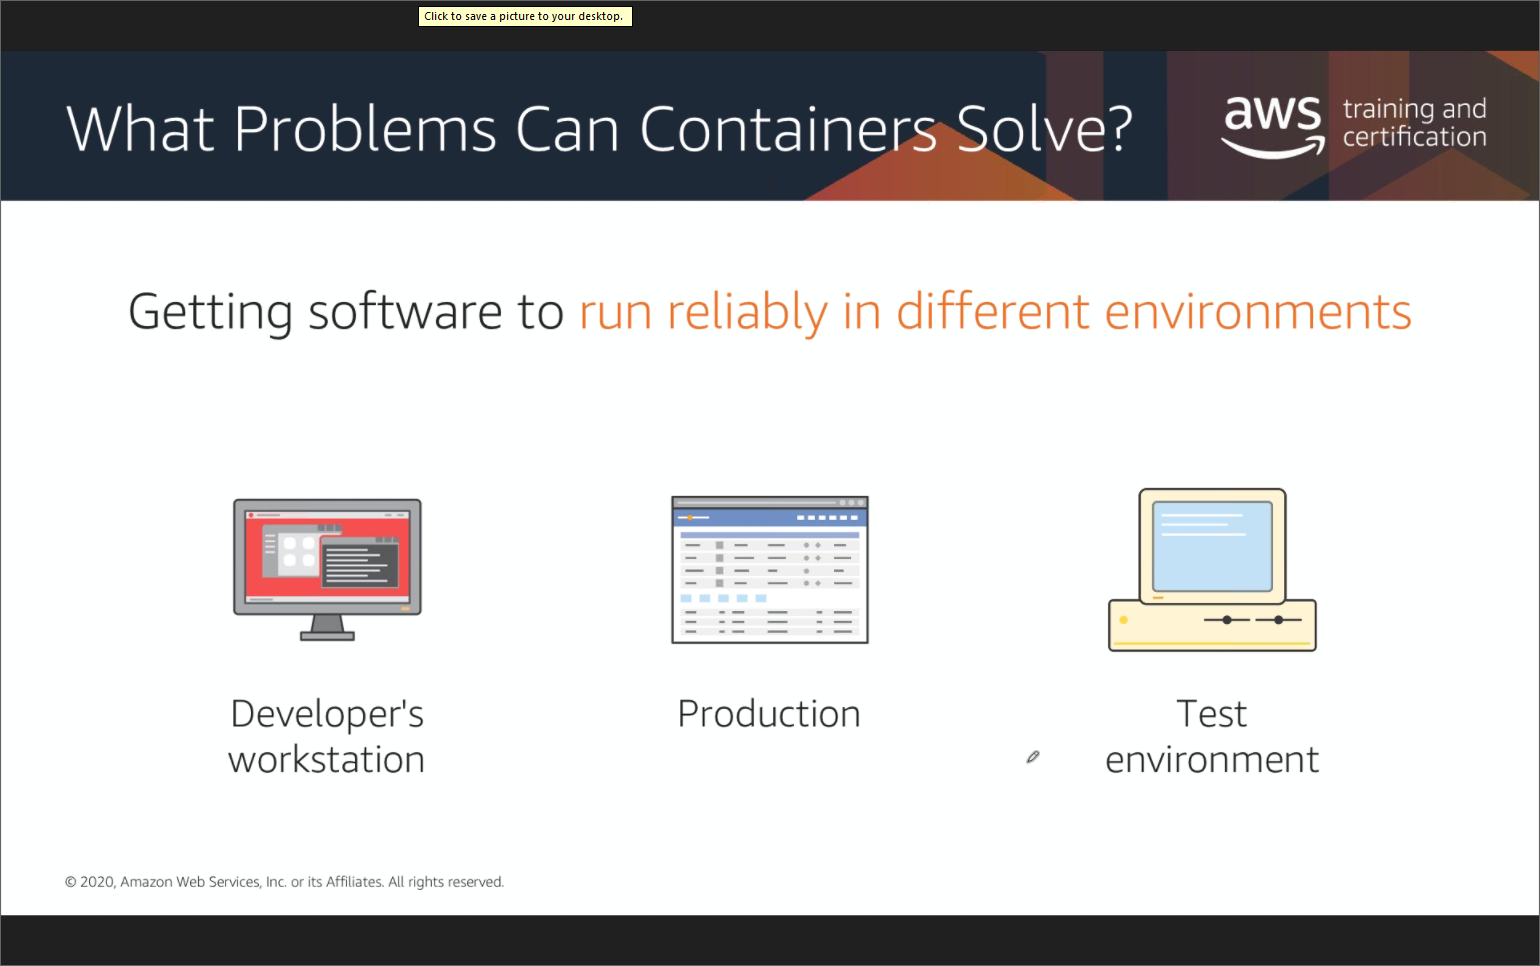 Click to save a picture to your desktop.
What Problems Can Containers Solve?
aws
training and
certification
Getting software to run reliably in different environments
Developer's
workstation
Production
Test
environment
© 2020, Amazon Web Services, Inc. or its Affiliates. All rights reserved.